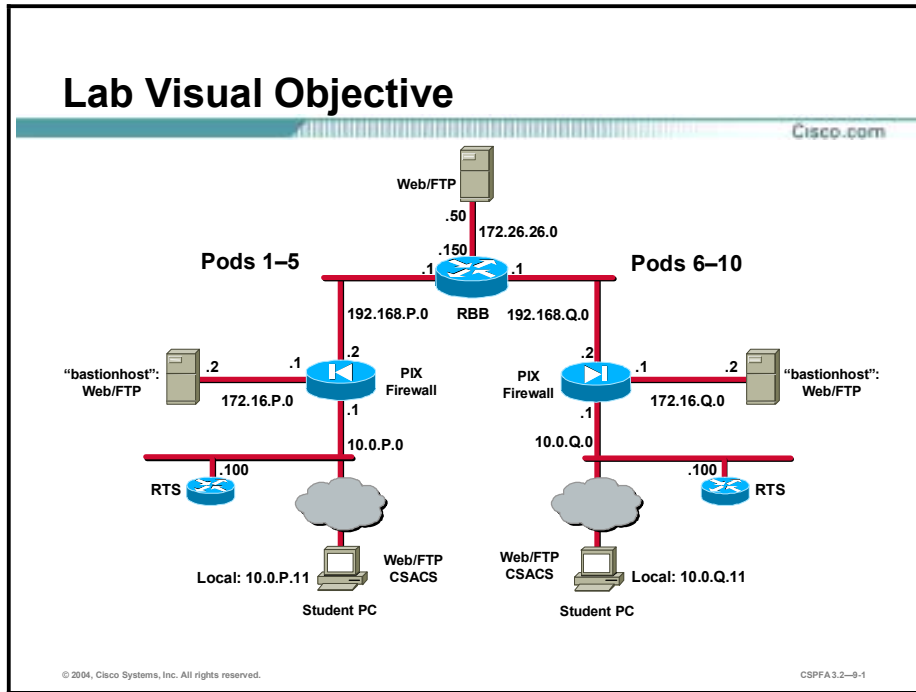 Lab Visual Objective
Cisco.com
Web/FTP
.50
172.26.26.0
.150
Pods 1–5
Pods 6–10
.1
.1
RBB
192.168.P.0
192.168.Q.0
.2
.2
“bastionhost”:
Web/FTP
.2
.1
PIX
Firewall
172.16.P.0
.1
PIX
Firewall
.1
.2
“bastionhost”:
Web/FTP
172.16.Q.0
.1
10.0.P.0
10.0.Q.0
.100
RTS
.100
RTS
Web/FTP
CSACS
Local: 10.0.P.11
Student PC
Web/FTP
CSACS
Local: 10.0.Q.11
Student PC
© 2004, Cisco Systems, Inc. All rights reserved.
CSPFA 3.2—9-1